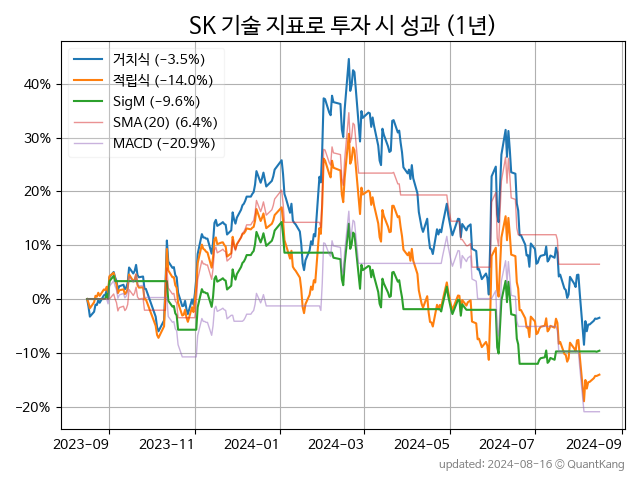 SK 기술 지표로 투자 시 성과 (1년)
거치식 (−3.5%)
적립식 (−14.0%)
SigM (−9.6%)
SMA(20) (6.4%)
MACD (−20.9%)
40%
30%
20%
10%
0%
−10%
−20%
2023-09 2023-11 2024-01 2024-03 2024-05 2024-07 2024-09
updated: 2024-08-16 © QuantKang